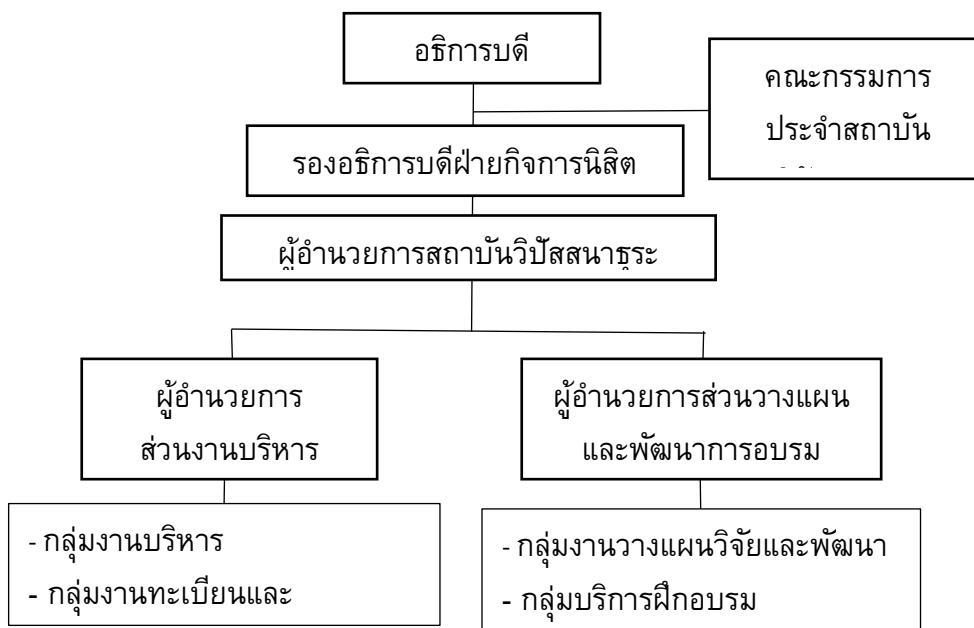 อธิการบดี
คณะกรรมการ
ประจำสถาบัน
รองอธิการบดีฝ่ายกิจการนิสิต
ผู้อำนวยการสถาบันวิปัสสนาธุระ
ผู้อำนวยการ
ส่วนงานบริหาร
ผู้อำนวยการส่วนวางแผน
และพัฒนาการอบรม
- กลุ่มงานบริหาร
- กลุ่มงานทะเบียนและ
- กลุ่มงานวางแผนวิจัยและพัฒนา
- กลุ่มบริการฝึกอบรม